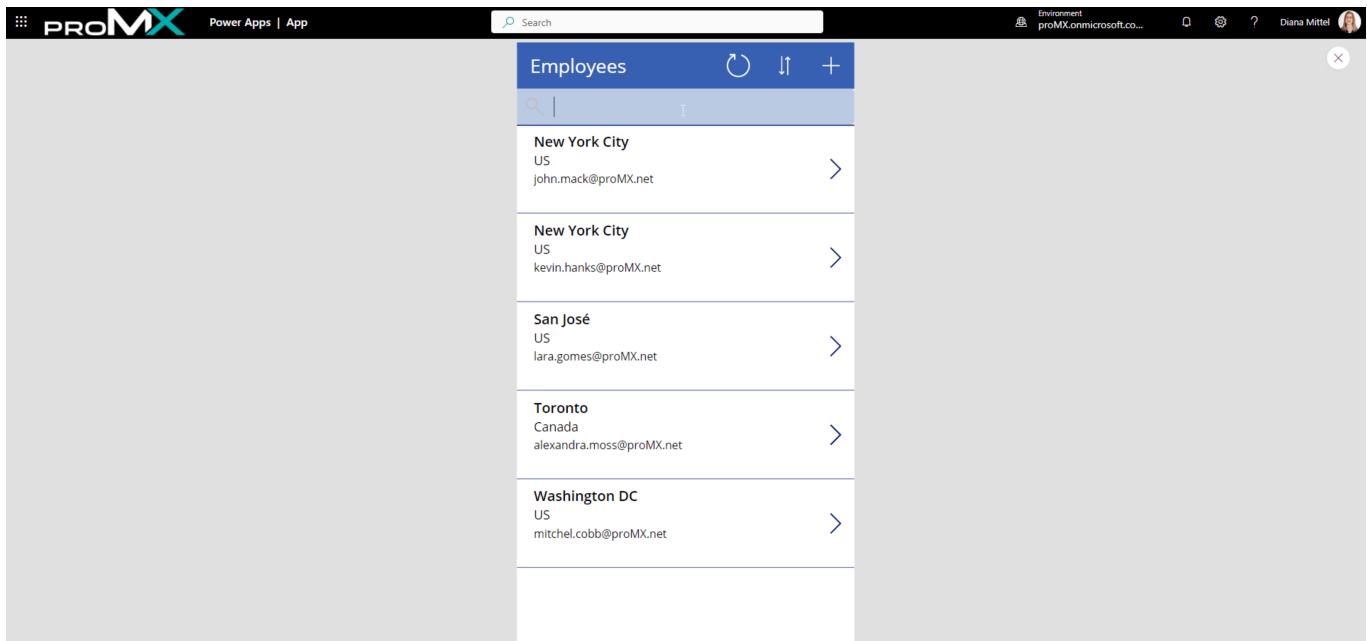 PROMX Power Apps | App
Search
Environment
proMX.onmicrosoft.co...
? Diana Mittel
Employees
New York City
US
john.mack@proMX.net
New York City
US
kevin.hanks@proMX.net
San José
US
lara.gomes@proMX.net
Toronto
Canada
alexandra.moss@proMX.net
Washington DC
US
mitchel.cobb@proMX.net